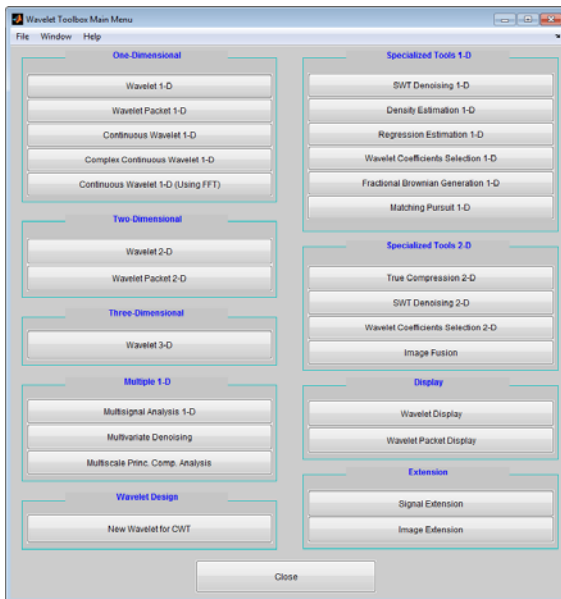 Wavelet Toolbox Main Menu
File Window Help
One-Dimensional
Wavelet 1-D
Wavelet Packet 1-D
Continuous Wavelet 1-D
Complex Continuous Wavelet 1-D
Continuous Wavelet 1-D (Using FFT)
Two-Dimensional
Wavelet 2-D
Wavelet Packet 2-D
Three-Dimensional
Wavelet 3-D
Multiple 1-D
Multisignal Analysis 1-D
Multivariate Denoising
Multiscale Princ. Comp. Analysis
Wavelet Design
New Wavelet for CWT
Specialized Tools 1-D
SWT Denoising 1-D
Density Estimation 1-D
Regression Estimation 1-D
Wavelet Coefficients Selection 1-D
Fractional Brownian Generation 1-D
Matching Pursuit 1-D
Specialized Tools 2-D
True Compression 2-D
SWT Denoising 2-D
Wavelet Coefficients Selection 2-D
Image Fusion
Display
Wavelet Display
Wavelet Packet Display
Extension
Signal Extension
Image Extension
Close